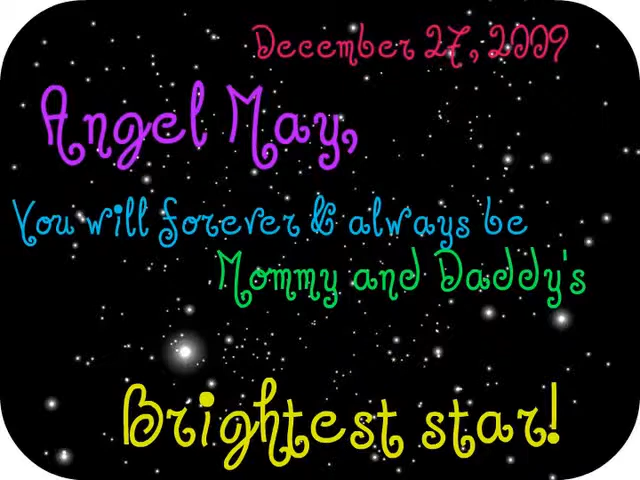 December 27, 2009
Angel May,
You will forever & always be
Mommy and Daddy's
Brightest star!